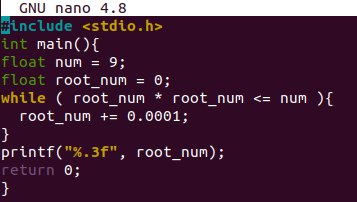 GNU nano 4.8
#include <stdio.h>
int main(){
float num = 9;
float root_num = 0;
while ( root_num * root_num <= num ){
  root_num += 0.0001;
}
printf("%.3f", root_num);
return 0;
}